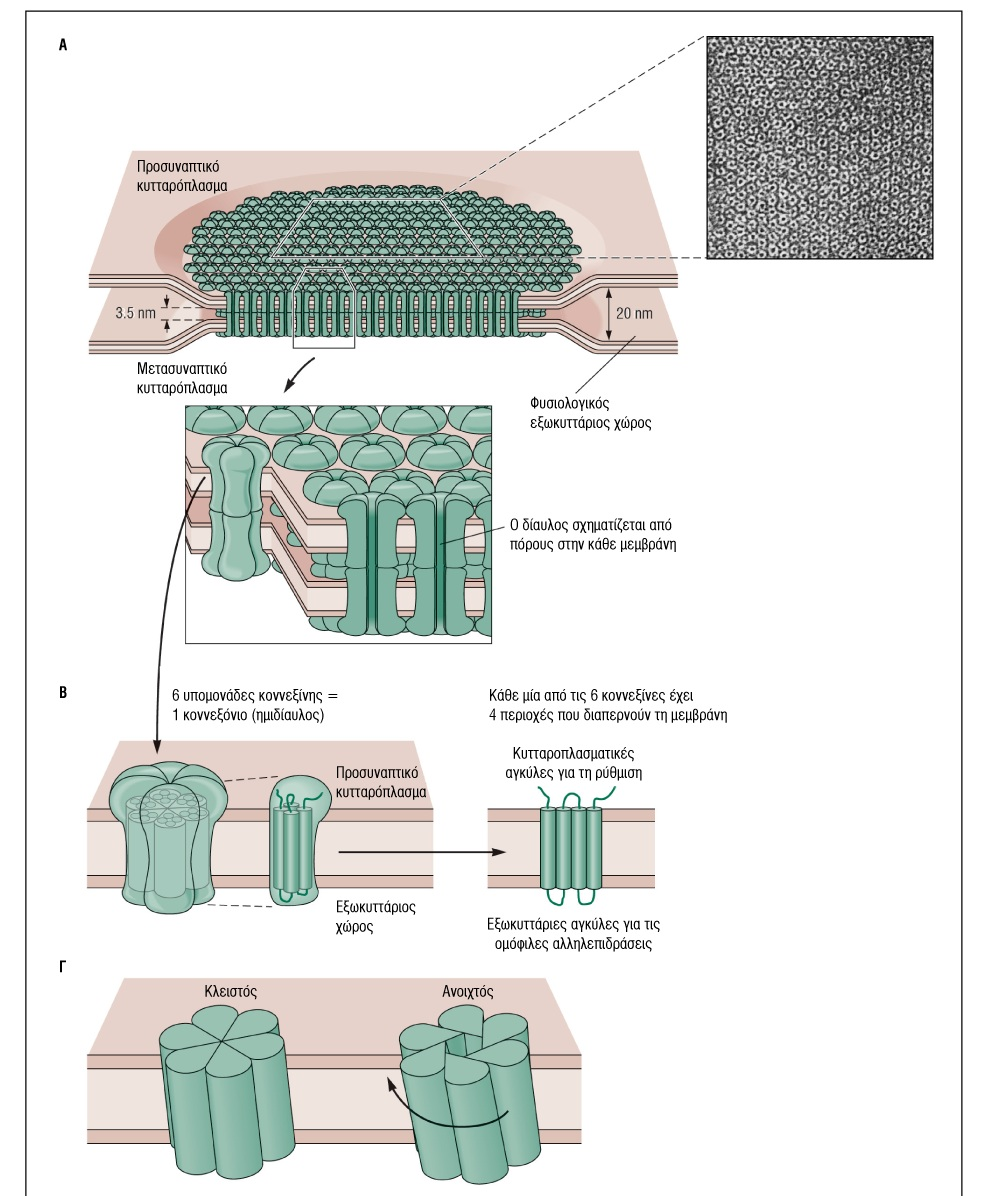 Α
Προσυναπτικό
κυτταρόπλασμα
3.5 nm
20 nm
Μετασυναπτικό
κυτταρόπλασμα
Φυσιολογικός
εξωκυττάριος χώρος
Ο δίαυλος σχηματίζεται από
πόρους στην κάθε μεμβράνη
Β
6 υπομονάδες κοννεξίνης =
1 κοννεξόνιο (ημιδίαυλος)
Κάθε μία από τις 6 κοννεξίνες έχει
4 περιοχές που διαπερνούν τη μεμβράνη
Προσυναπτικό
κυτταρόπλασμα
Κυτταροπλασματικές
αγκύλες για τη ρύθμιση
Εξωκυττάριος
χώρος
Εξωκυττάριες αγκύλες για τις
ομόφιλες αλληλεπιδράσεις
Γ
Κλειστός
Ανοιχτός